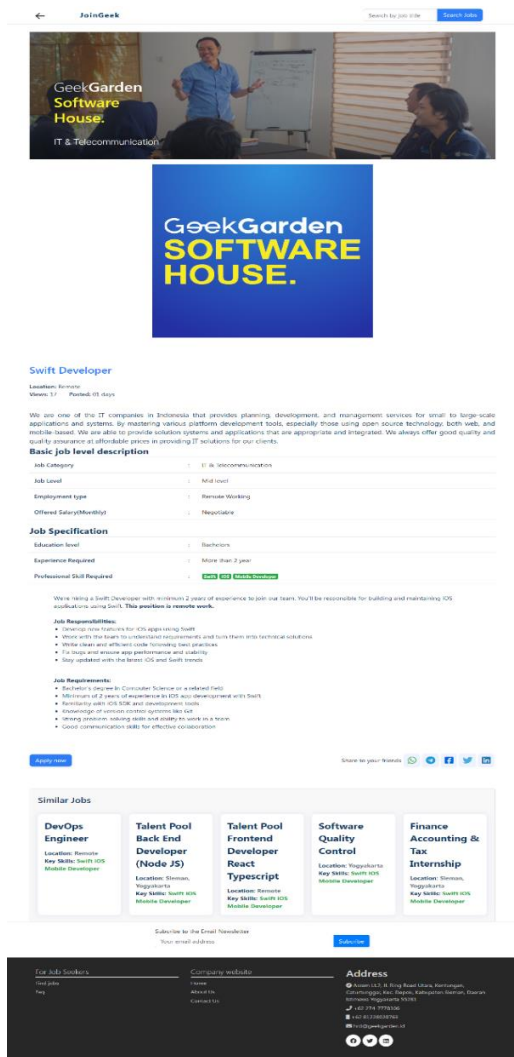 JoinGeek
Search by job title
Search Jobs
GeekGarden
Software
House.
IT & Telecommunication
GeekGarden
SOFTWARE
HOUSE.
Swift Developer
Location: Remote
Views: 17 Posted: 01 days
We are one of the IT companies in Indonesia that provides planning, development, and management services for small to large-scale
applications and systems. By mastering various platform development tools, especially those using open source technology, both web, and
mobile-based. We are able to provide solution systems and applications that are appropriate and integrated. We always offer good quality and
quality assurance at affordable prices in providing IT solutions for our clients.
Basic job level description
Job Category : IT & Telecommunication
Job Level : Mid level
Employment type : Remote Working
Offered Salary(Monthly) : Negotiable
Job Specification
Education level : Bachelors
Experience Required : More than 2 year
Professional Skill Required : Swift iOS Mobile Developer
We're hiring a Swift Developer with minimum 2 years of experience to join our team. You'll be responsible for building and maintaining iOS
applications using Swift. This position is remote work.
Job Responsibilities:
Develop new features for iOS apps using Swift
Work with the team to understand requirements and turn them into technical solutions
Write clean and efficient code following best practices
Fix bugs and ensure app performance and stability
Stay updated with the latest iOS and Swift trends
Job Requirements:
Bachelor's degree in Computer Science or a related field
Minimum of 2 years of experience in iOS app development with Swift
Familiarity with iOS SDK and development tools
Knowledge of version control systems like Git
Strong problem-solving skills and ability to work in a team
Good communication skills for effective collaboration
Apply now
Share to your friends
Similar Jobs
DevOps
Engineer
Location: Remote
Key Skills: Swift iOS
Mobile Developer
Talent Pool
Back End
Developer
(Node JS)
Location: Sleman,
Yogyakarta
Key Skills: Swift iOS
Mobile Developer
Talent Pool
Frontend
Developer
React
Typescript
Location: Remote
Key Skills: Swift iOS
Mobile Developer
Software
Quality
Control
Location: Yogyakarta
Key Skills: Swift iOS
Mobile Developer
Finance
Accounting &
Tax
Internship
Location: Sleman,
Yogyakarta
Key Skills: Swift iOS
Mobile Developer
Subcribe to the Email Newsletter
Your email address
Subcribe
For Job Seekers
Find Jobs
Faq
Company website
Home
About Us
Contact Us
Address
Ring Road Utara, Kentungan,
Kec. Depok, Kabupaten Sleman, Daerah
Istimewa Yogyakarta 55281
hrd@geekgarden.id